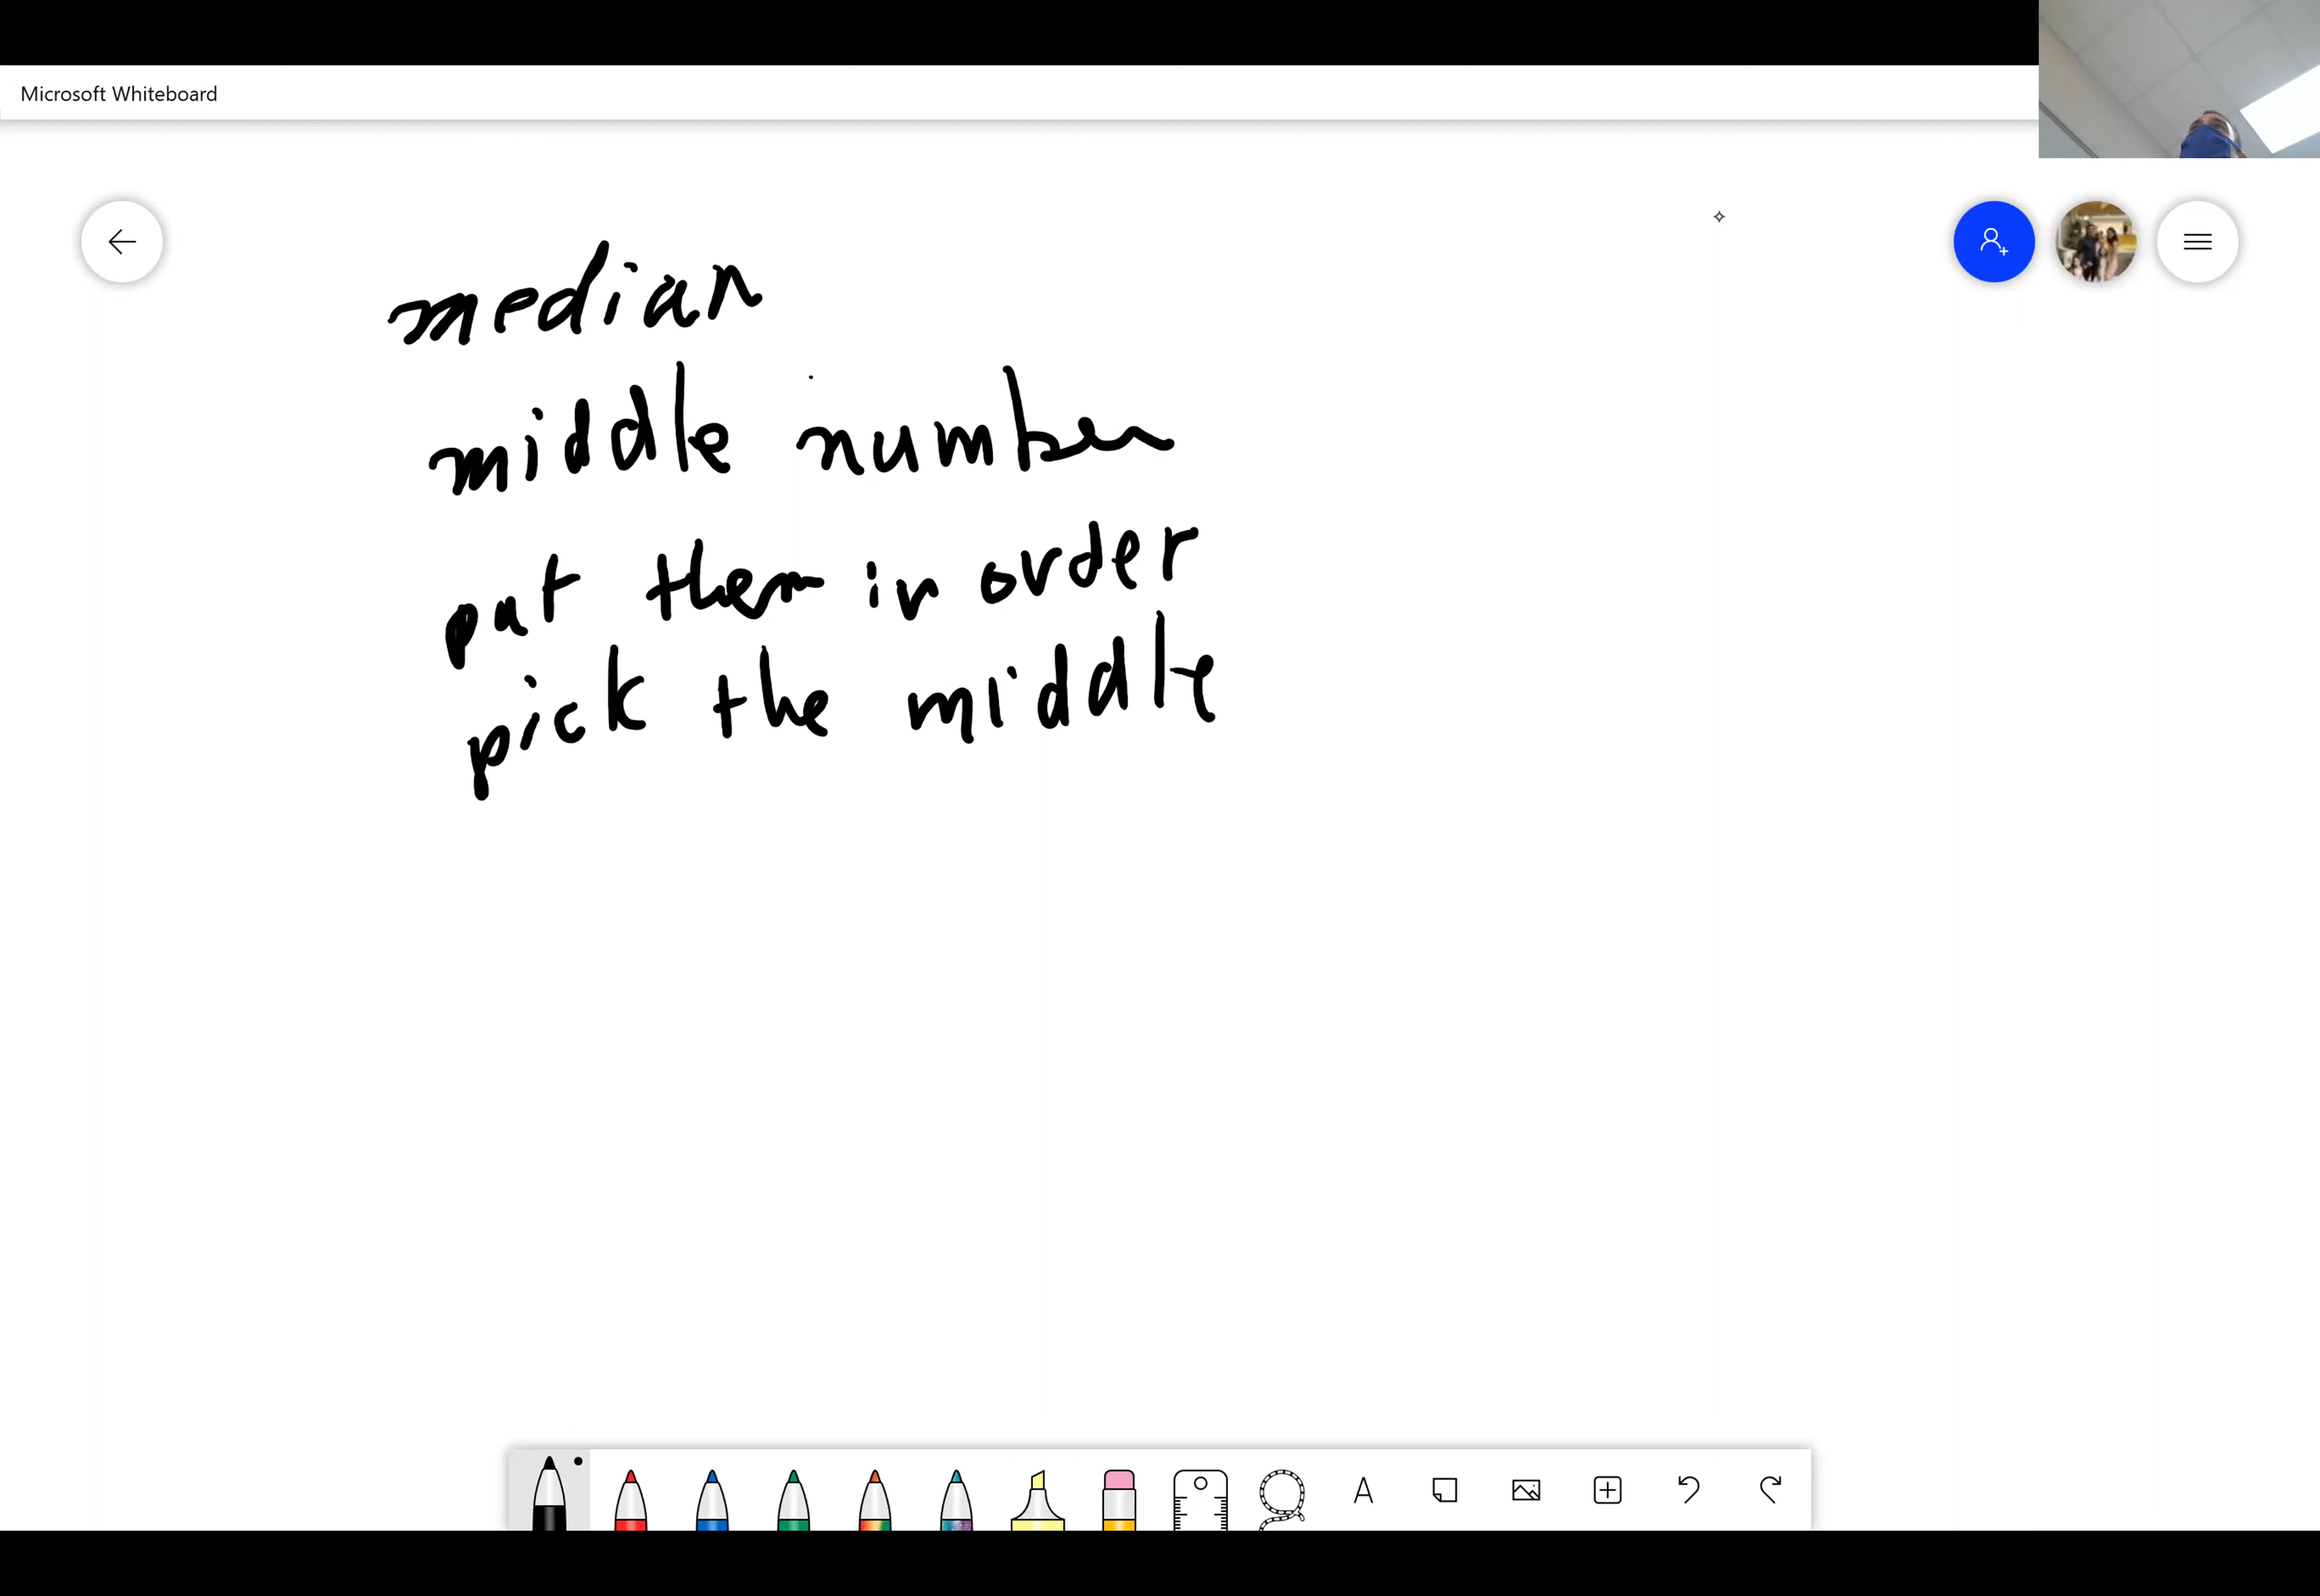 Microsoft Whiteboard
median
middle number
put them in order
pick the middle